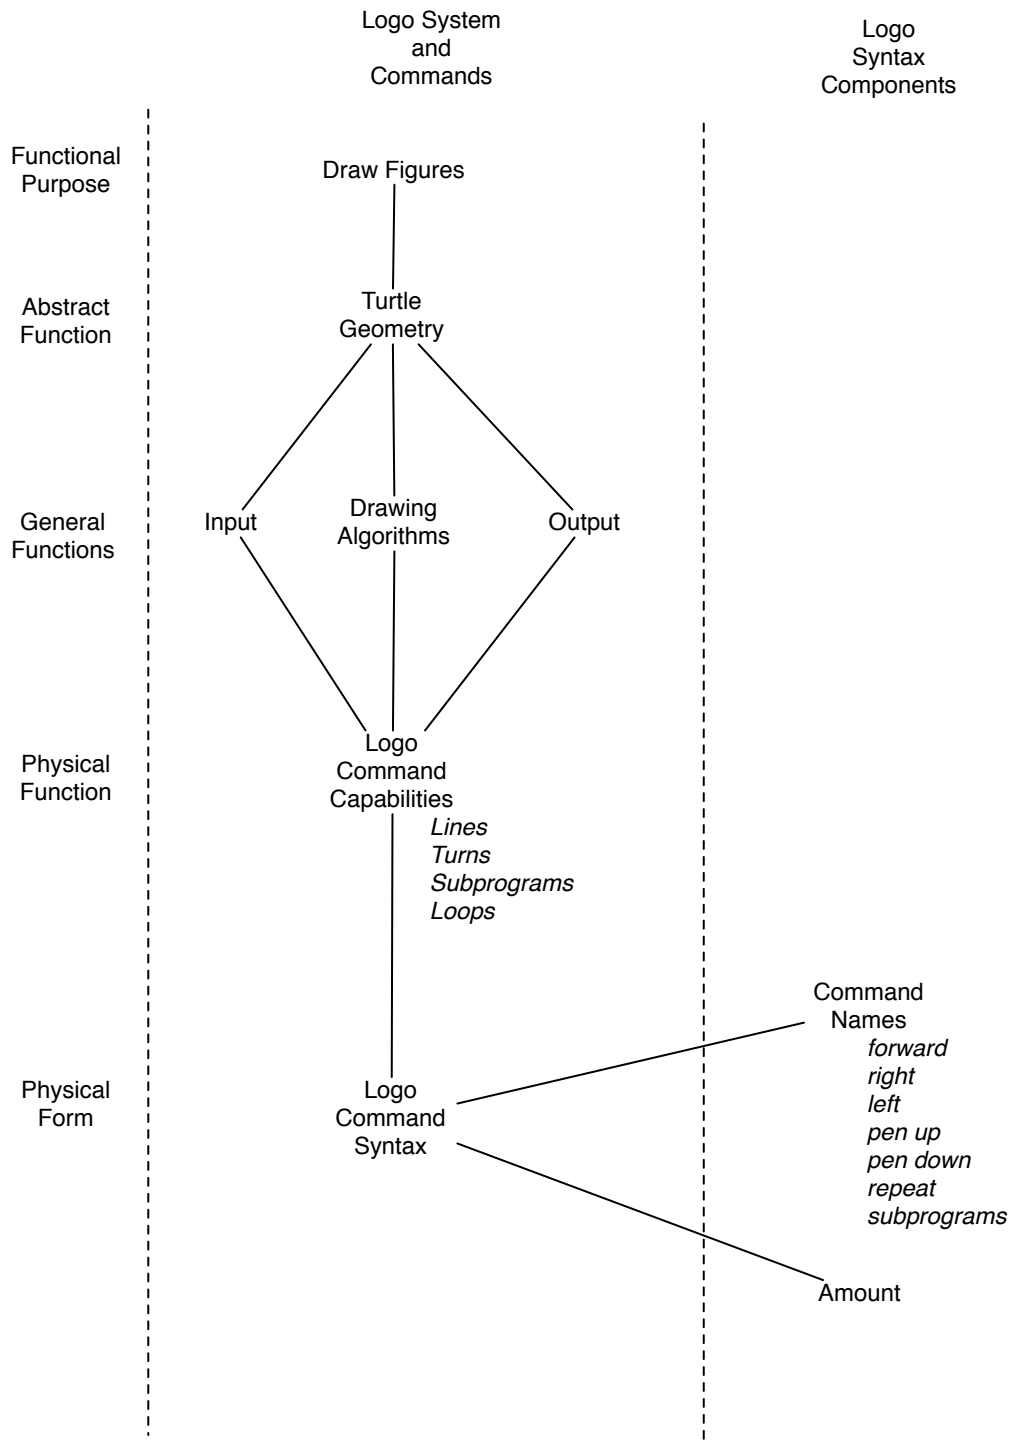 Logo System
and
Commands
Logo
Syntax
Components
Functional
Purpose
Draw Figures
Abstract
Function
Turtle
Geometry
General
Functions
Input
Drawing
Algorithms
Output
Physical
Function
Logo
Command
Capabilities
Lines
Turns
Subprograms
Loops
Physical
Form
Logo
Command
Syntax
Command
Names
forward
right
left
pen up
pen down
repeat
subprograms
Amount